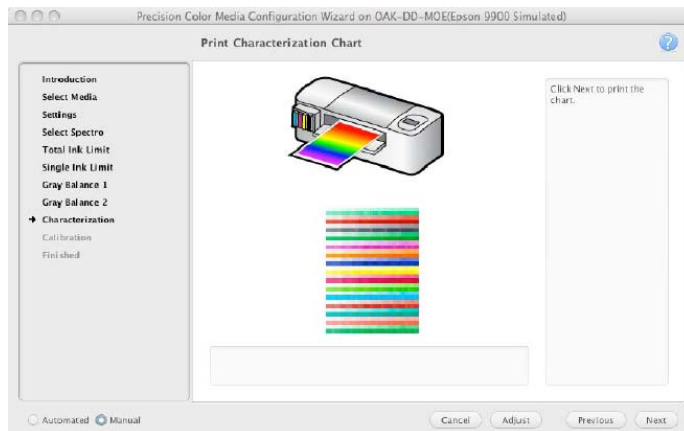 Precision Color Media Configuration Wizard on OAK-DD-MOE(Epson 9900 Simulated)
Print Characterization Chart
?
Introduction
Select Media
Settings
Select Spectro
Total Ink Limit
Single Ink Limit
Gray Balance 1
Gray Balance 2
Characterization
Calibration
Finished
Click Next to print the
chart.
Automated Manual
Cancel Adjust Previous Next